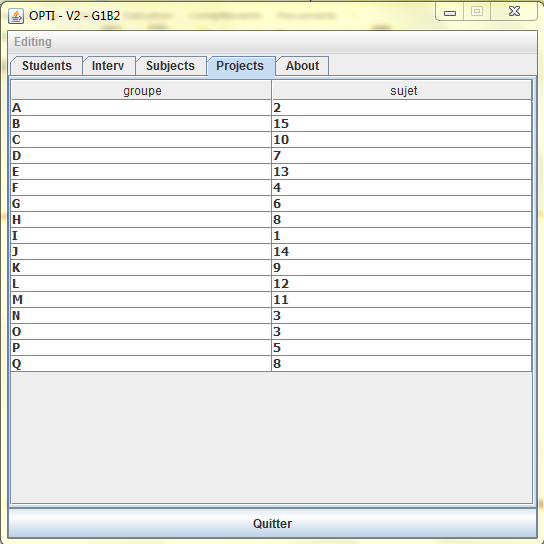 OPTI - V2 - G1B2
Editing
Students Interv Subjects Projects About
groupe sujet
A 2
B 15
C 10
D 7
E 13
F 4
G 6
H 8
I 1
J 14
K 9
L 12
M 11
N 3
O 3
P 5
Q 8
Quitter